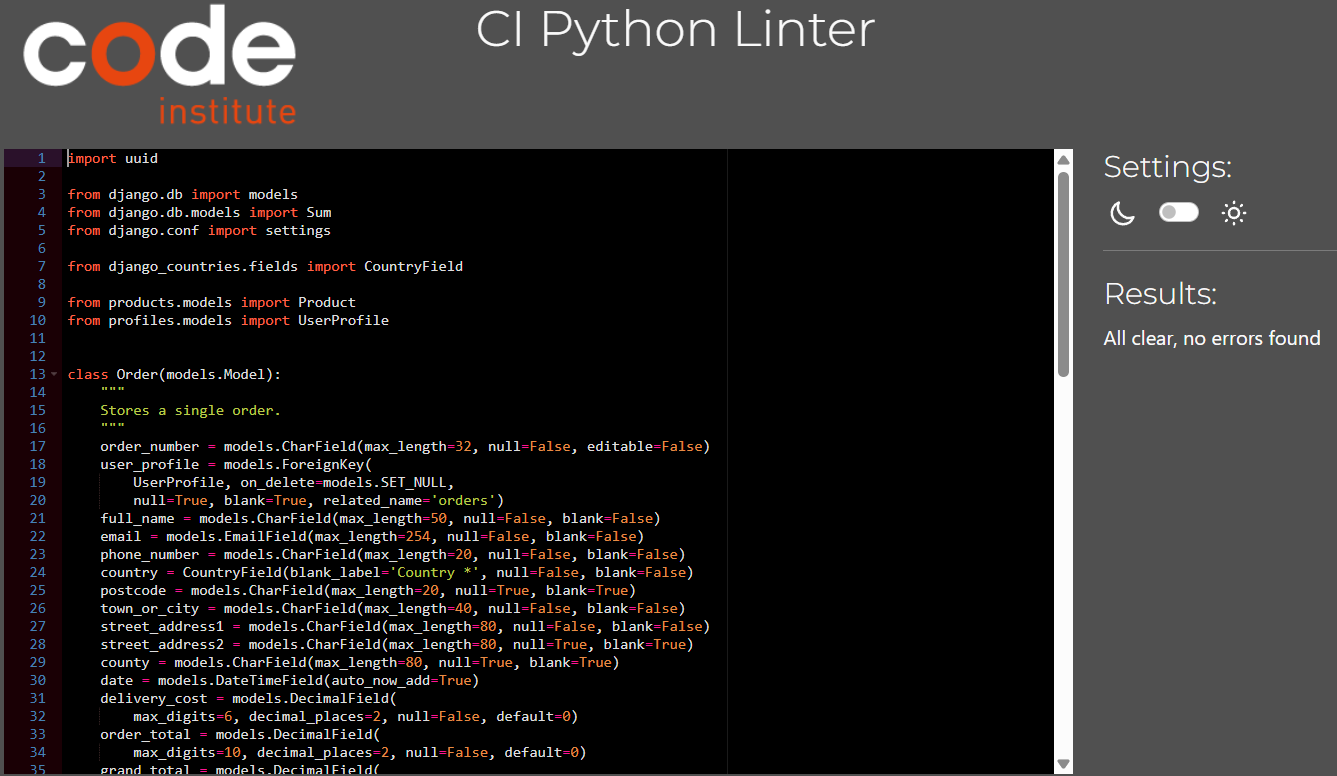 code
institute
CI Python Linter
1 import uuid
2
3 from django.db import models
4 from django.db.models import Sum
5 from django.conf import settings
6
7 from django_countries.fields import CountryField
8
9 from products.models import Product
10 from profiles.models import UserProfile
11
12
13 class Order(models.Model):
14     """
15     Stores a single order.
16     """
17     order_number = models.CharField(max_length=32, null=False, editable=False)
18     user_profile = models.ForeignKey(
19         UserProfile, on_delete=models.SET_NULL,
20         null=True, blank=True, related_name='orders')
21     full_name = models.CharField(max_length=50, null=False, blank=False)
22     email = models.EmailField(max_length=254, null=False, blank=False)
23     phone_number = models.CharField(max_length=20, null=False, blank=False)
24     country = CountryField(blank_label='Country *', null=False, blank=False)
25     postcode = models.CharField(max_length=20, null=True, blank=True)
26     town_or_city = models.CharField(max_length=40, null=False, blank=False)
27     street_address1 = models.CharField(max_length=80, null=False, blank=False)
28     street_address2 = models.CharField(max_length=80, null=True, blank=True)
29     county = models.CharField(max_length=80, null=True, blank=True)
30     date = models.DateTimeField(auto_now_add=True)
31     delivery_cost = models.DecimalField(
32         max_digits=6, decimal_places=2, null=False, default=0)
33     order_total = models.DecimalField(
34         max_digits=10, decimal_places=2, null=False, default=0)
35     grand_total = models.DecimalField(
Settings:
Results:
All clear, no errors found